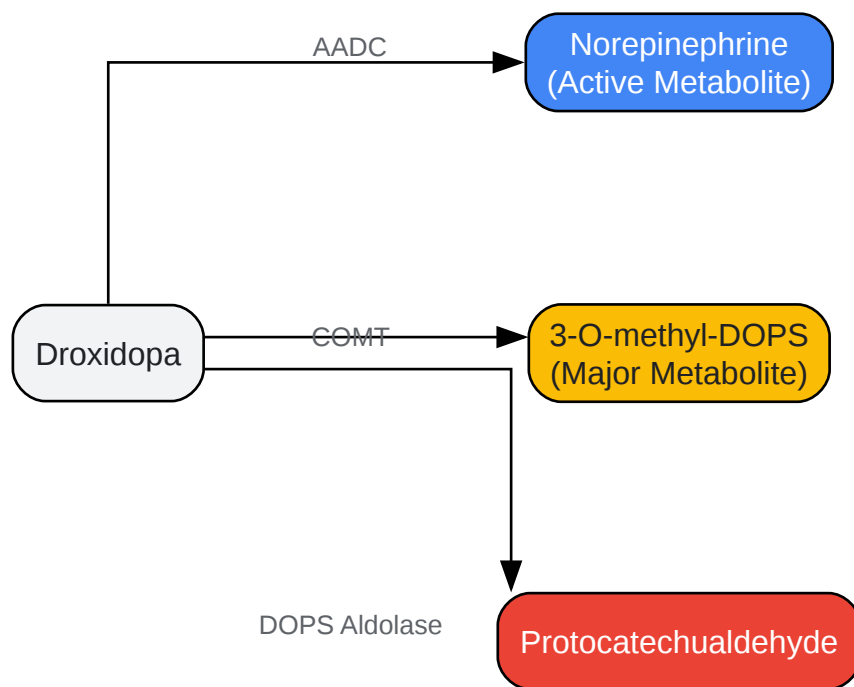 AADC
Norepinephrine
(Active Metabolite)
Droxidopa
COMT
3-O-methyl-DOPS
(Major Metabolite)
DOPS Aldolase
Protocatechualdehyde